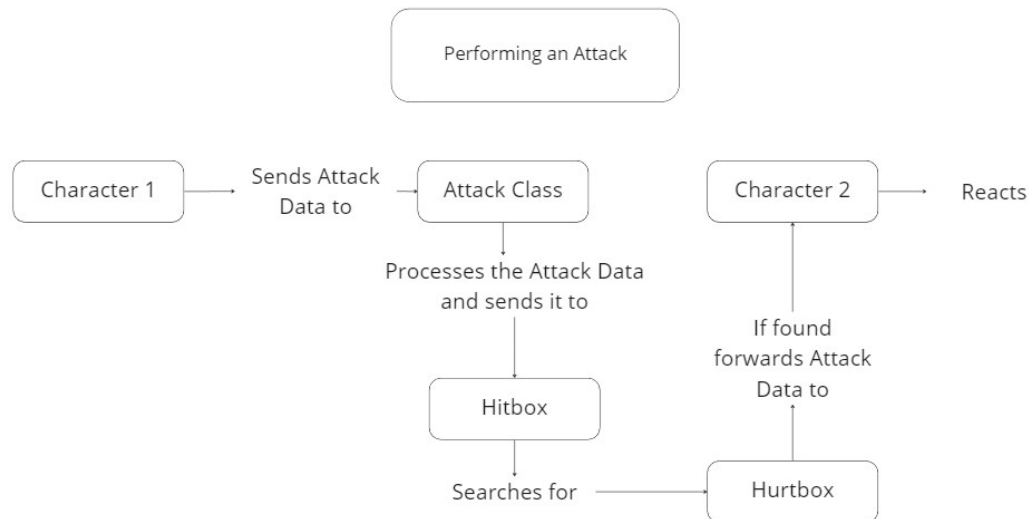 Performing an Attack
Character 1
Sends Attack
Data to
Attack Class
Processes the Attack Data
and sends it to
Hitbox
Searches for
Hurtbox
If found
forwards Attack
Data to
Character 2
Reacts